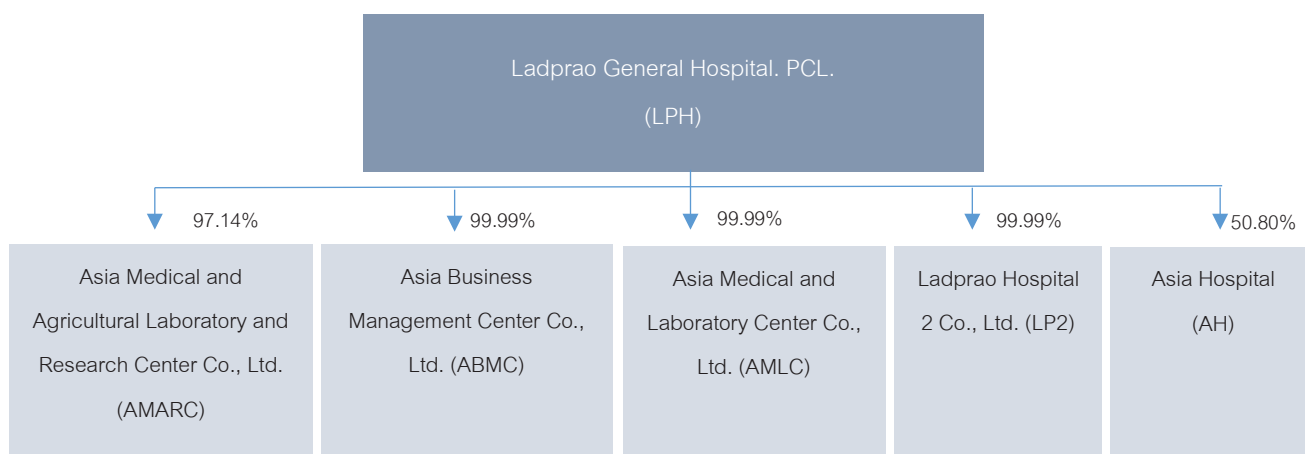 Ladprao General Hospital. PCL.
(LPH)
97.14%
99.99%
99.99%
99.99%
50.80%
Asia Medical and
Agricultural Laboratory and
Research Center Co., Ltd.
(AMARC)
Asia Business
Management Center Co.,
Ltd. (ABMC)
Asia Medical and
Laboratory Center Co.,
Ltd. (AMLC)
Ladprao Hospital
2 Co., Ltd. (LP2)
Asia Hospital
(AH)